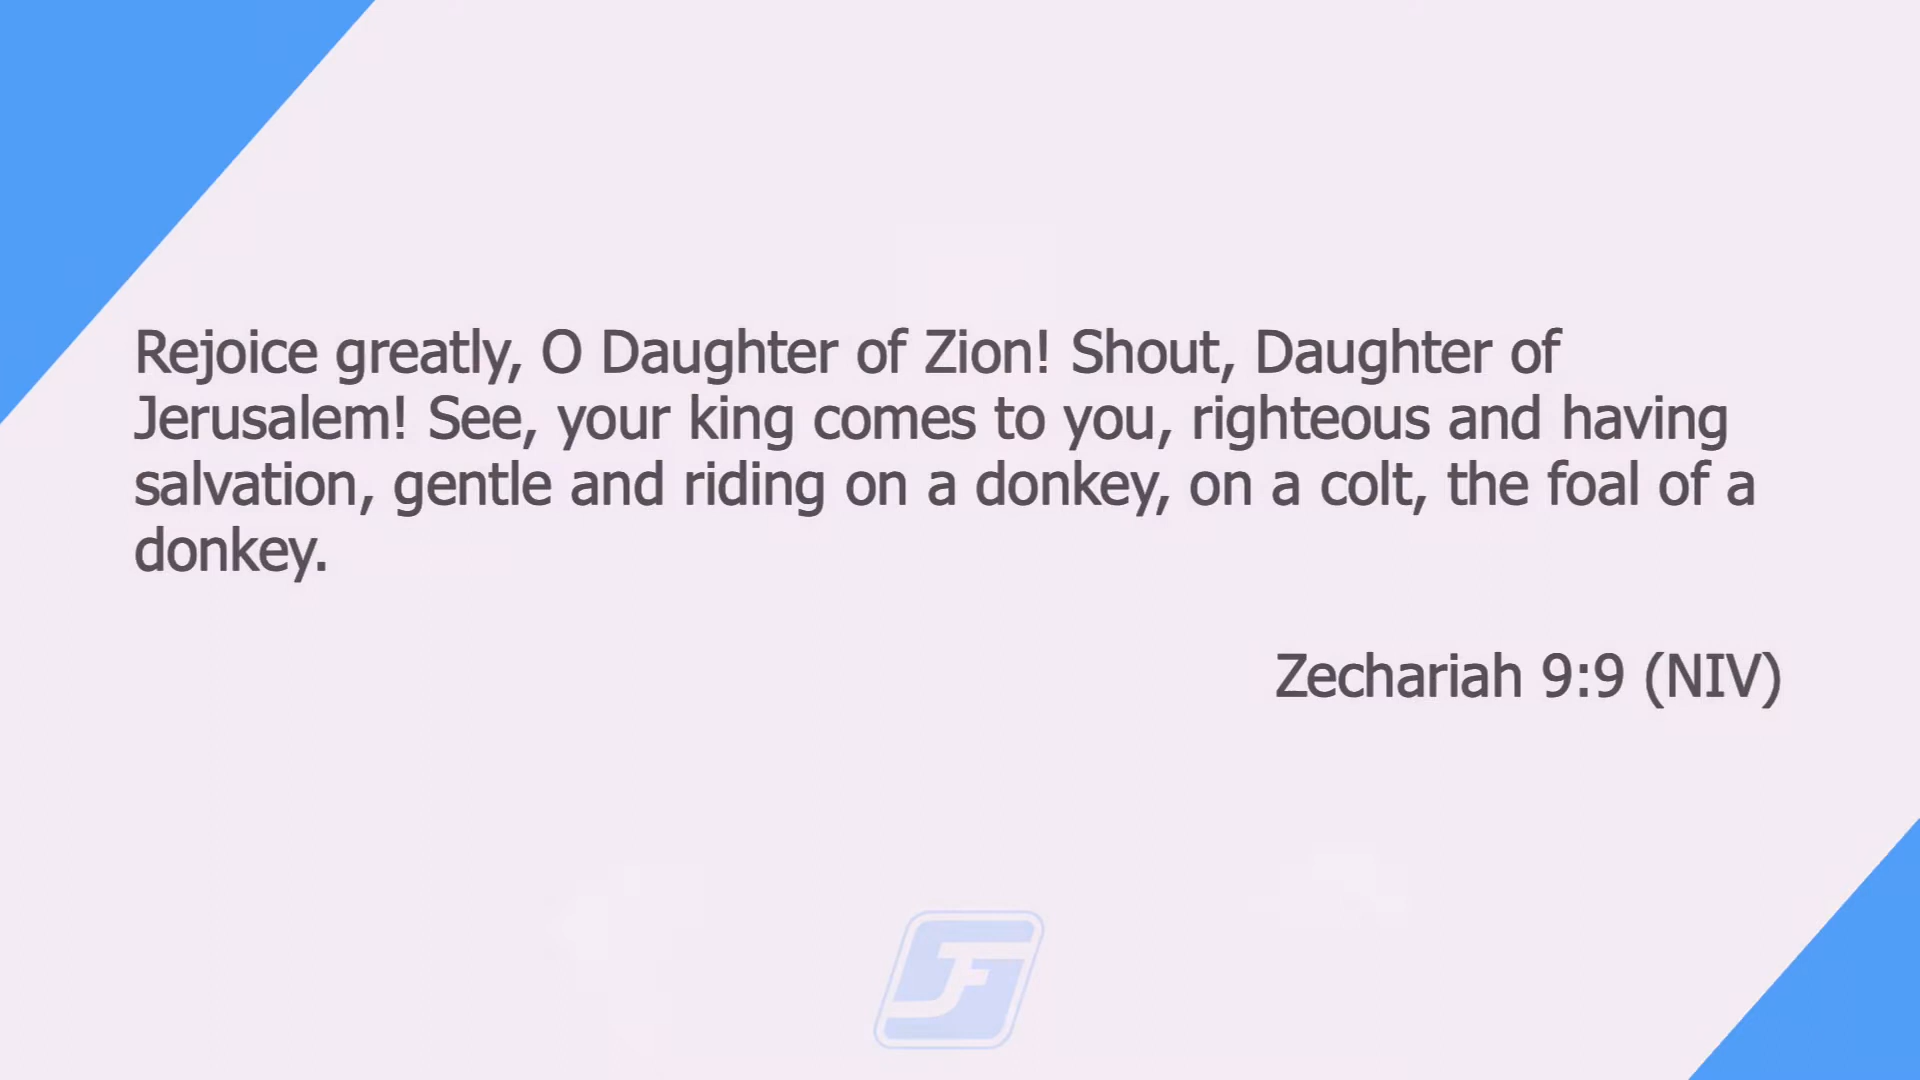 Rejoice greatly, O Daughter of Zion! Shout, Daughter of
Jerusalem! See, your king comes to you, righteous and having
salvation, gentle and riding on a donkey, on a colt, the foal of a
donkey.
Zechariah 9:9 (NIV)